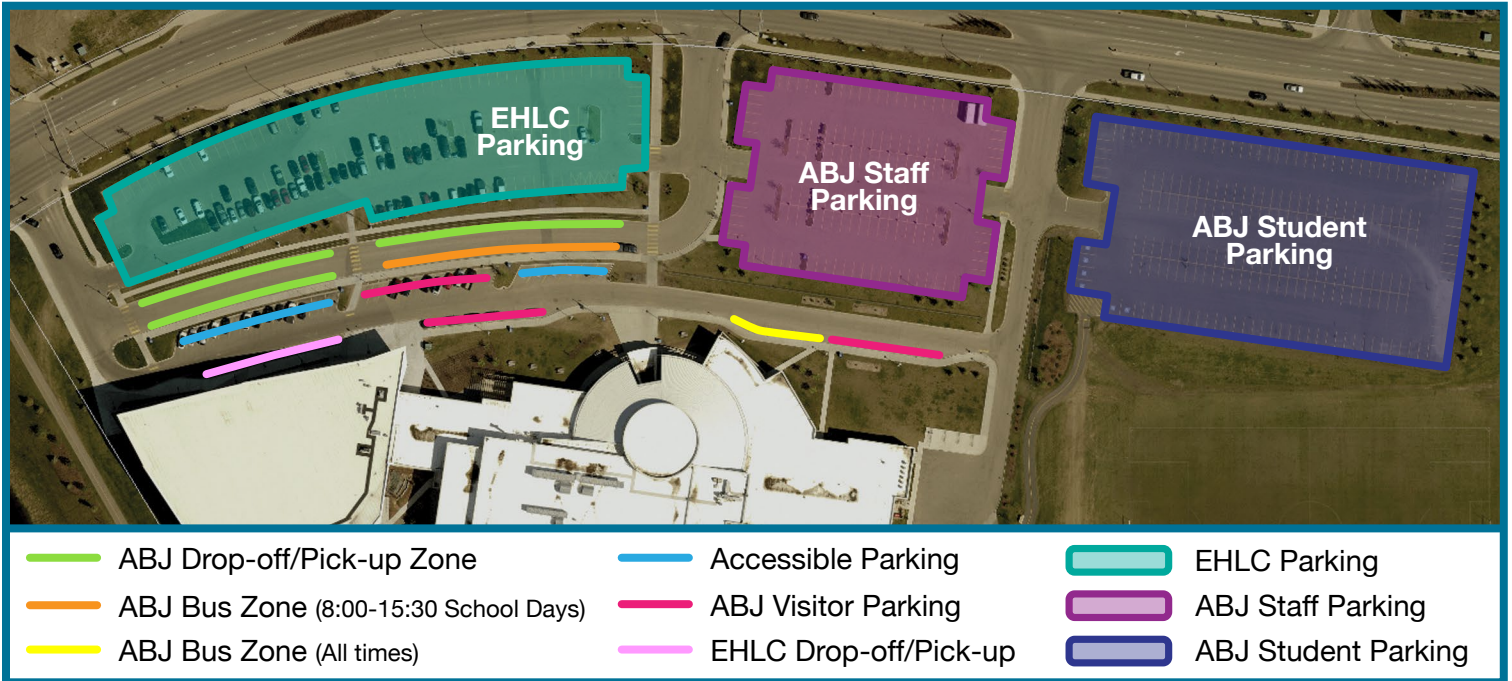 EHLC
Parking
ABJ Staff
Parking
ABJ Student
Parking
ABJ Drop-off/Pick-up Zone
ABJ Bus Zone (8:00-15:30 School Days)
ABJ Bus Zone (All times)
Accessible Parking
ABJ Visitor Parking
EHLC Drop-off/Pick-up
EHLC Parking
ABJ Staff Parking
ABJ Student Parking